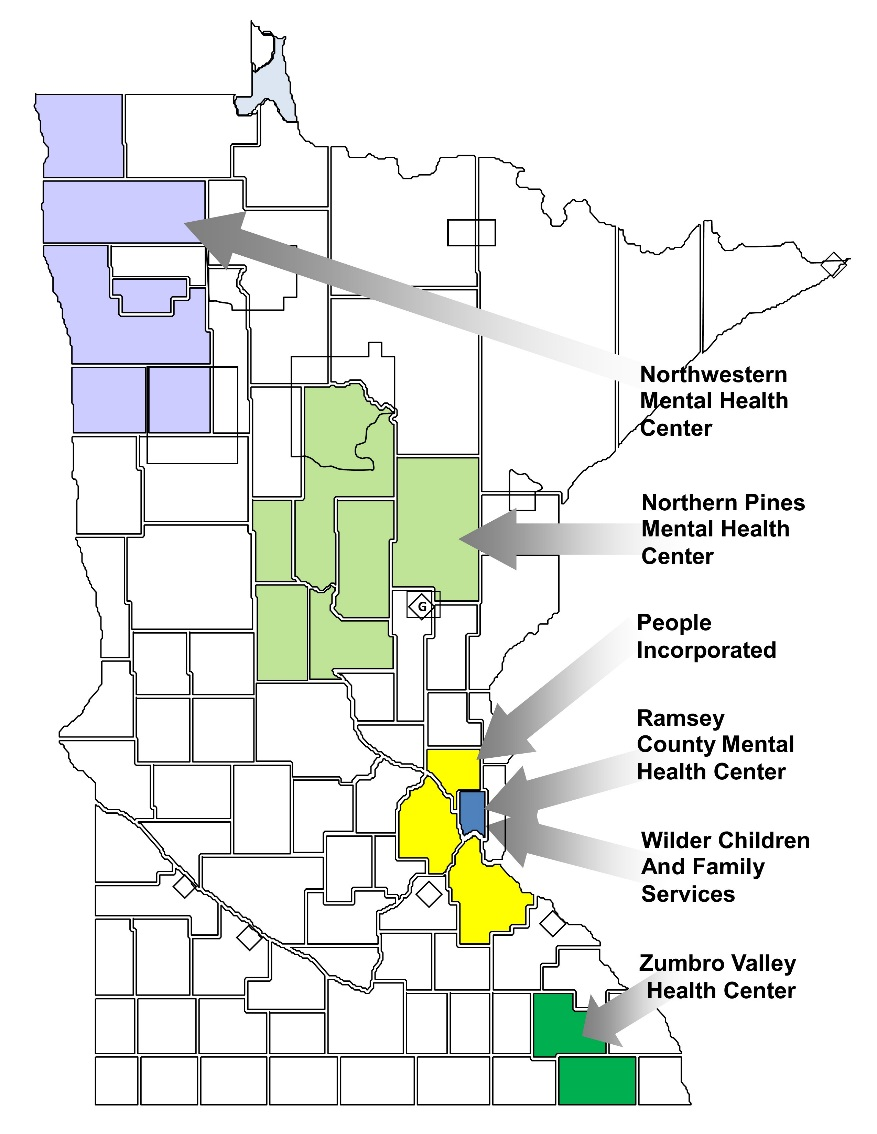 Northwestern
Mental Health
Center
Northern Pines
Mental Health
Center
G
People
Incorporated
Ramsey
County Mental
Health Center
Wilder Children
And Family
Services
Zumbro Valley
Health Center